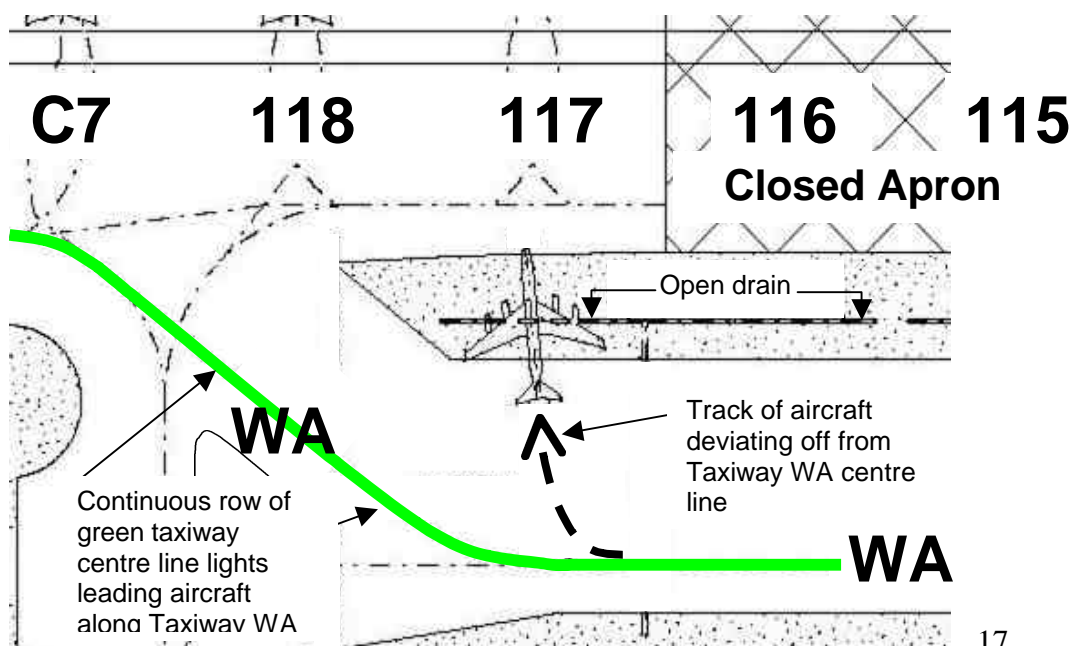 C7 118 117 116 115
Closed Apron
Open drain
Track of aircraft
deviating off from
Taxiway WA centre
line
WA
Continuous row of
green taxiway
centre line lights
leading aircraft
along Taxiway WA
WA
17